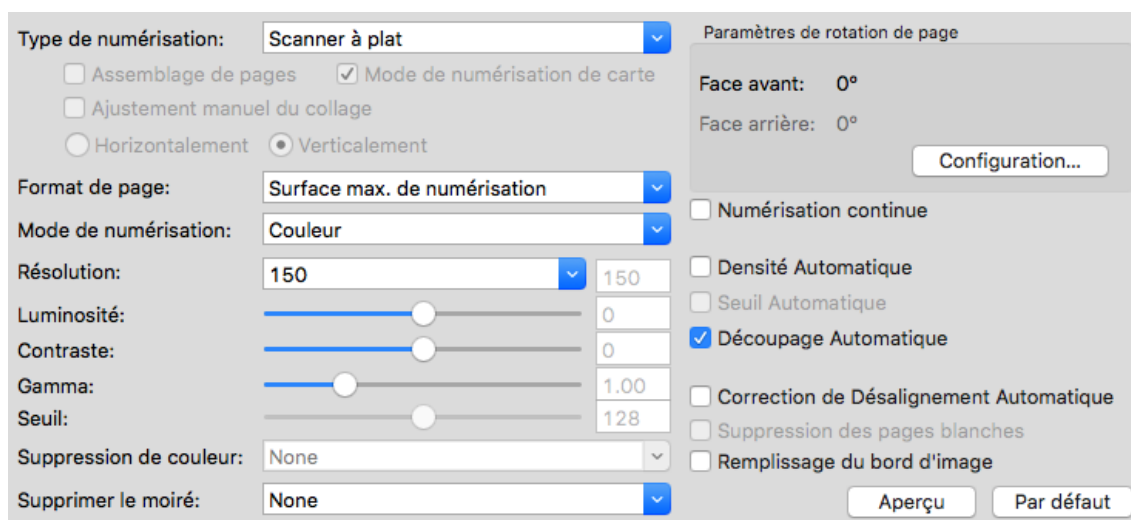 Type de numérisation: Scanner à plat
Assemblage de pages Mode de numérisation de carte
Ajustement manuel du collage
Horizontalement Verticalement
Format de page: Surface max. de numérisation
Mode de numérisation: Couleur
Résolution: 150 150
Luminosité: 0
Contraste: 0
Gamma: 1.00
Seuil: 128
Suppression de couleur: None
Supprimer le moiré: None
Paramètres de rotation de page
Face avant: 0°
Face arrière: 0°
Configuration...
Numérisation continue
Densité Automatique
Seuil Automatique
Découpage Automatique
Correction de Désalignement Automatique
Suppression des pages blanches
Remplissage du bord d'image
Aperçu Par défaut